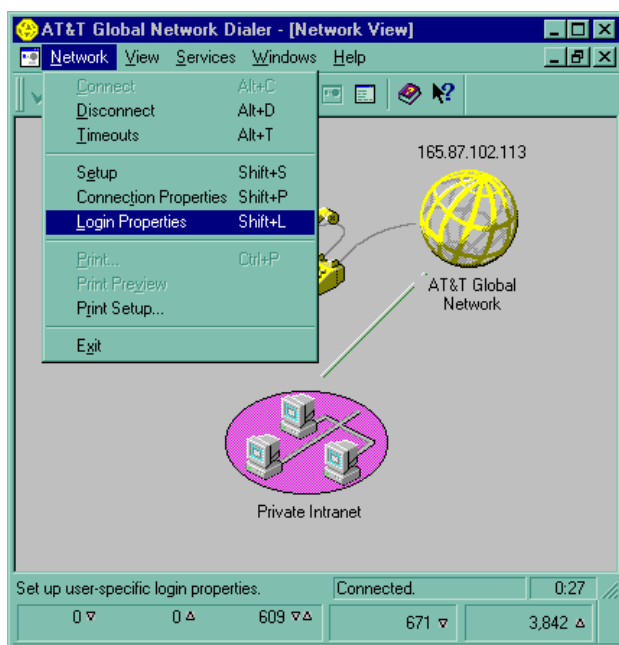 AT&T Global Network Dialer - [Network View]
Network View Services Windows Help
Connect Alt+C
Disconnect Alt+D
Timeouts Alt+T
Setup Shift+S
Connection Properties Shift+P
Login Properties Shift+L
Print... Ctrl+P
Print Preview
Print Setup...
Exit
165.87.102.113
AT&T Global
Network
Private Intranet
Set up user-specific login properties. Connected. 0:27
0 ▿ 0 ▵ 609 ▿▵ 671 ▿ 3,842 ▵